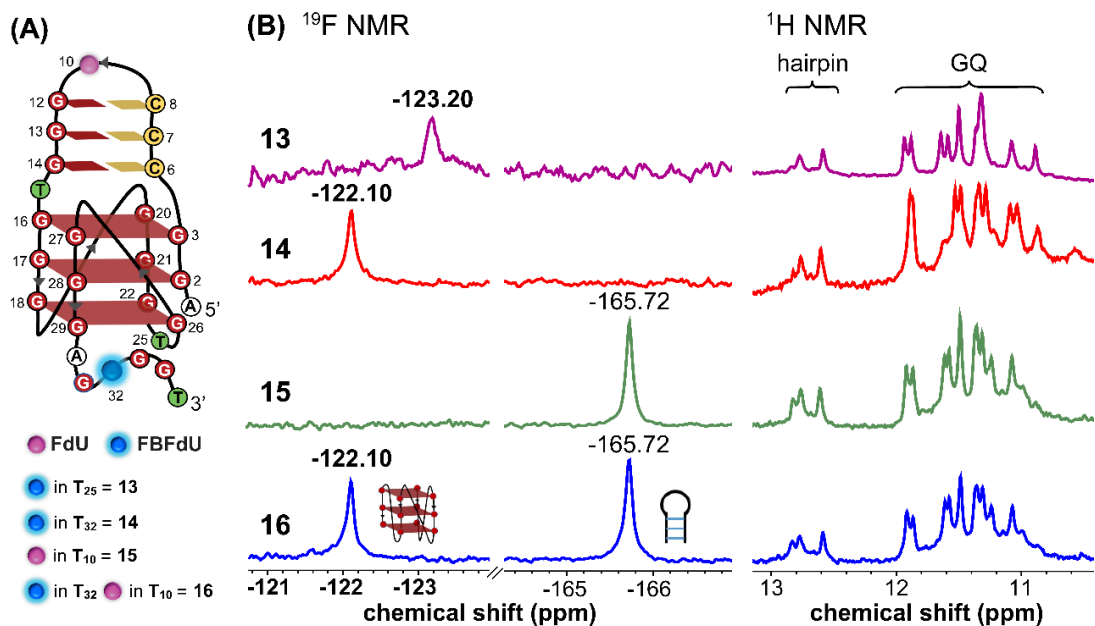 (A)
10
12 G C 8
13 G C 7
14 G C 6
T
16 G G 20
27 G G 3
17 G G 21
28 G G 2
18 G 22 G A 5’
29 G G 26
25 T
A
G G G
32 T 3’
FdU FBFdU
in T25 = 13
in T32 = 14
in T10 = 15
in T32 in T10 = 16
(B) 19F NMR 1H NMR
hairpin GQ
-123.20
13
-122.10
14
-165.72
15
-122.10 -165.72
16
-121 -122 -123 -165 -166 13 12 11
chemical shift (ppm) chemical shift (ppm)